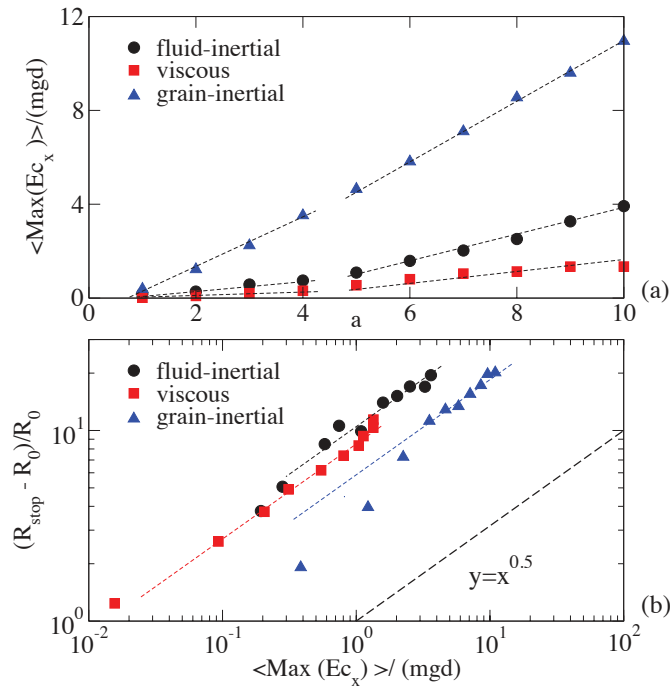 12
8
4
0
<Max(Ec_x)>/(mgd)
fluid-inertial
viscous
grain-inertial
0 2 4 6 8 10
a
(a)
10^1
10^0
(R_stop - R_0)/R_0
fluid-inertial
viscous
grain-inertial
y=x^0.5
(b)
10^-2 10^-1 10^0 10^1 10^2
<Max (Ec_x) >/ (mgd)